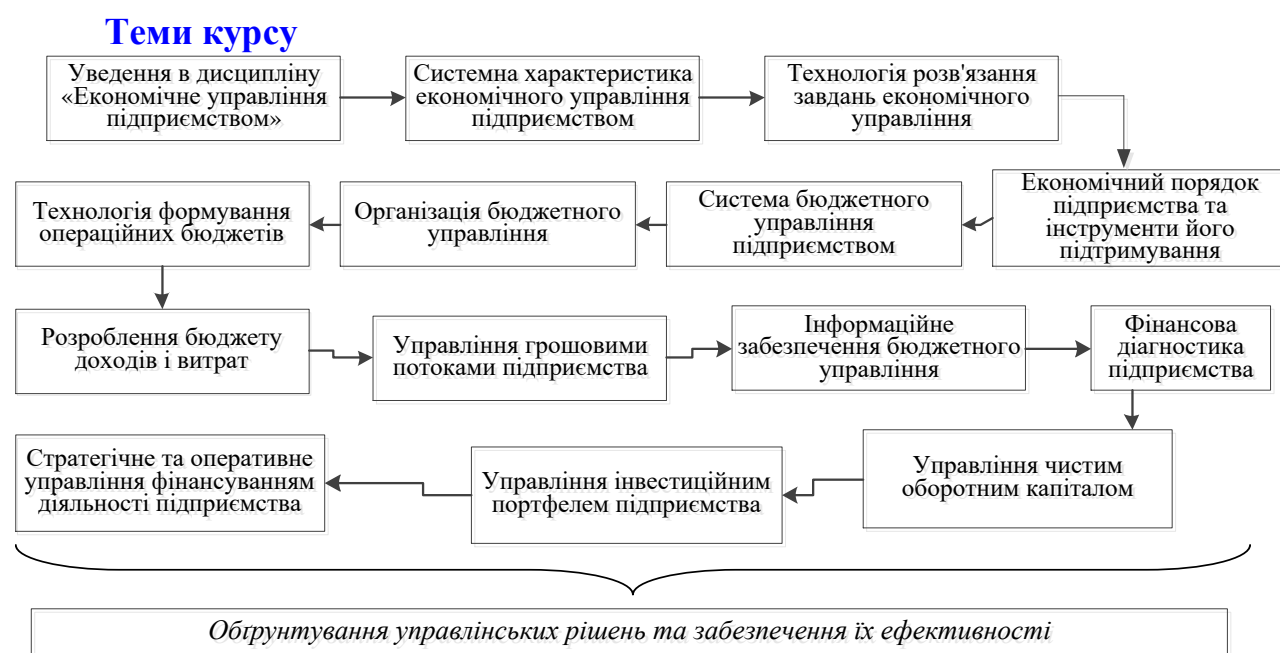 Теми курсу
Уведення в дисципліну
«Економічне управління
підприємством»
Системна характеристика
економічного управління
підприємством
Технологія розв'язання
завдань економічного
управління
Економічний порядок
підприємства та
інструменти його
підтримування
Система бюджетного
управління
підприємством
Організація бюджетного
управління
Технологія формування
операційних бюджетів
Розроблення бюджету
доходів і витрат
Управління грошовими
потоками підприємства
Інформаційне
забезпечення бюджетного
управління
Фінансова
діагностика
підприємства
Управління чистим
оборотним капіталом
Управління інвестиційним
портфелем підприємства
Стратегічне та оперативне
управління фінансуванням
діяльності підприємства
Обґрунтування управлінських рішень та забезпечення їх ефективності